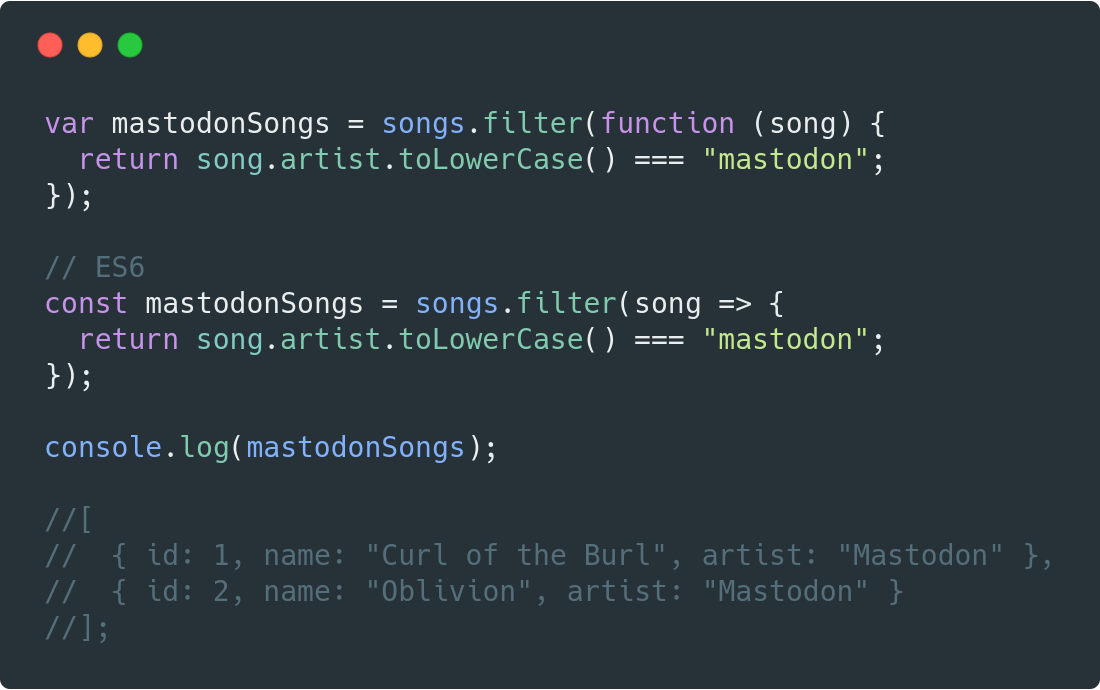 var mastodonSongs = songs.filter(function (song) {
  return song.artist.toLowerCase() === "mastodon";
});

// ES6
const mastodonSongs = songs.filter(song => {
  return song.artist.toLowerCase() === "mastodon";
});

console.log(mastodonSongs);

//[
//  { id: 1, name: "Curl of the Burl", artist: "Mastodon" },
//  { id: 2, name: "Oblivion", artist: "Mastodon" }
//];